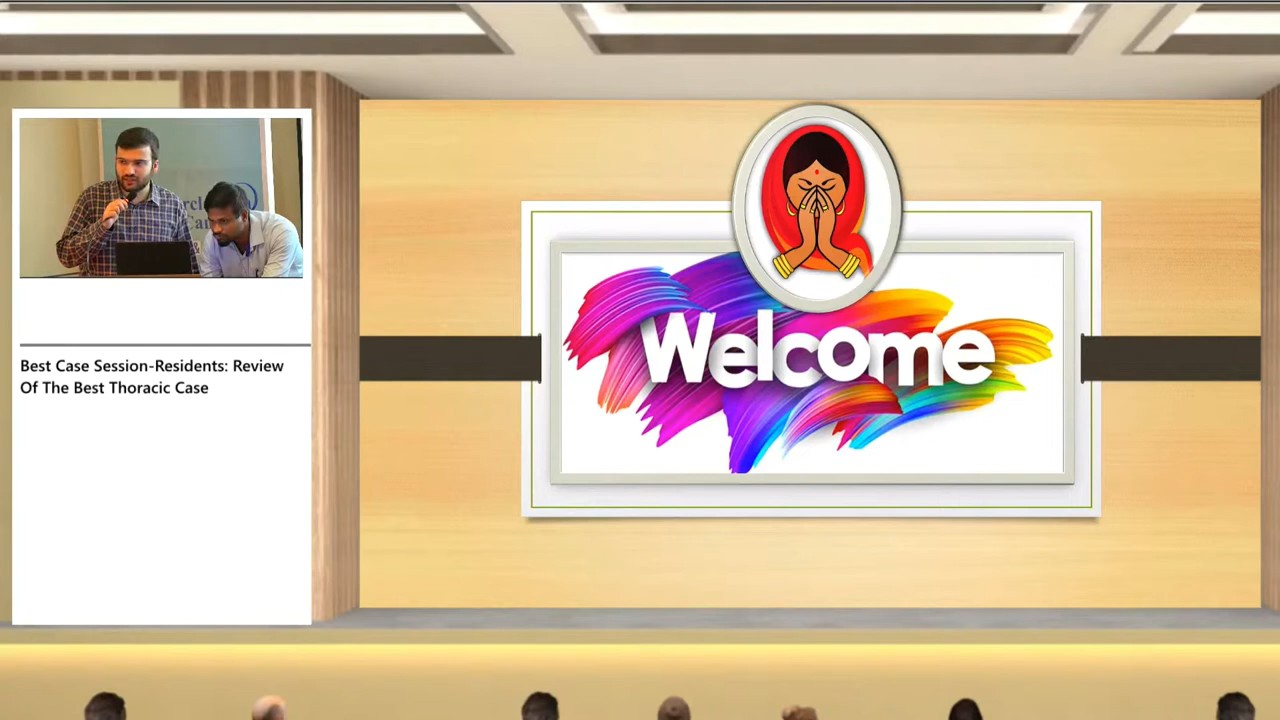 Best Case Session-Residents: Review
Of The Best Thoracic Case
Welcome